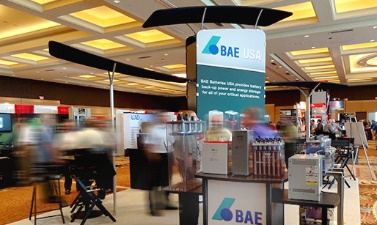 BAE USA
BAE Batteries USA provides battery
back-up power and energy storage
for all of your critical applications.
BAE